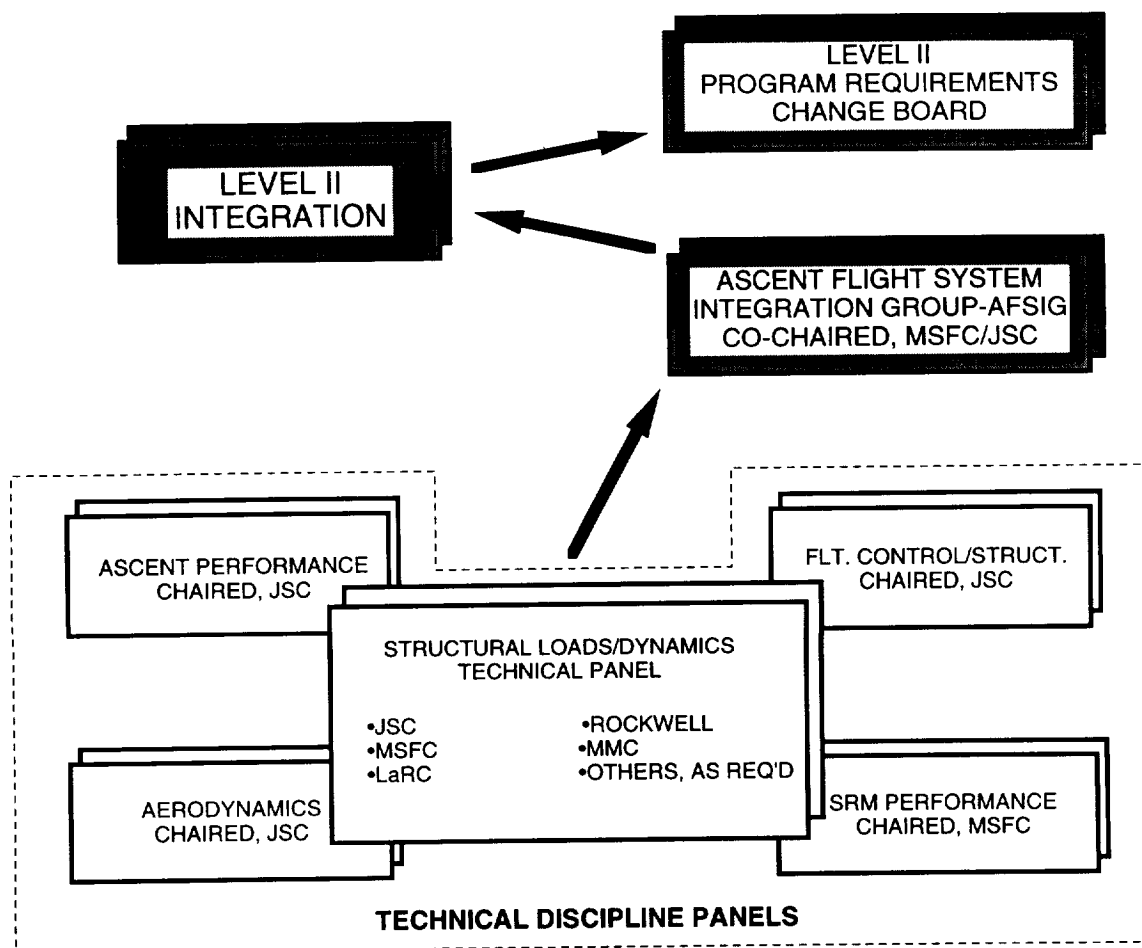 LEVEL II
PROGRAM REQUIREMENTS
CHANGE BOARD
LEVEL II
INTEGRATION
ASCENT FLIGHT SYSTEM
INTEGRATION GROUP-AFSIG
CO-CHAIRED, MSFC/JSC
ASCENT PERFORMANCE
CHAIRED, JSC
FLT. CONTROL/STRUCT.
CHAIRED, JSC
STRUCTURAL LOADS/DYNAMICS
TECHNICAL PANEL
•JSC
•MSFC
•LaRC
•ROCKWELL
•MMC
•OTHERS, AS REQ'D
AERODYNAMICS
CHAIRED, JSC
SRM PERFORMANCE
CHAIRED, MSFC
TECHNICAL DISCIPLINE PANELS